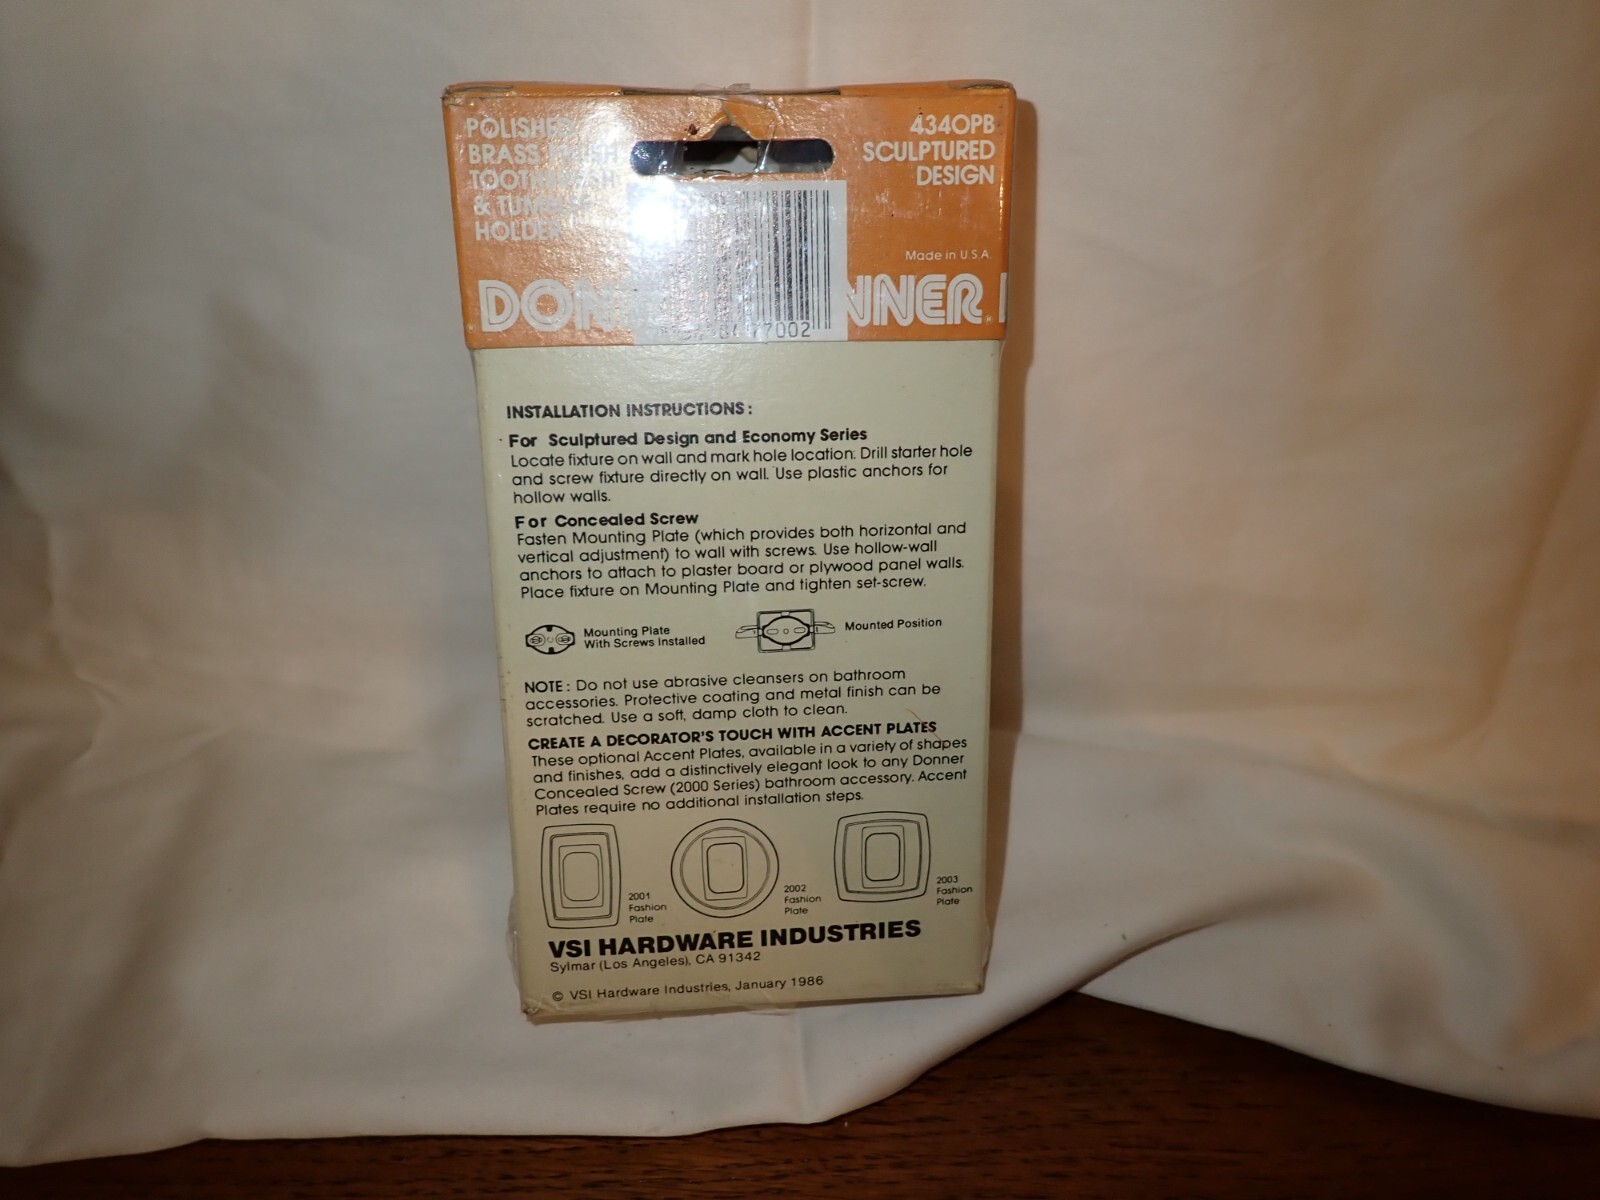 POLISHED
BRASS FINISH
TOOTHBRUSH
& TUMBLER
HOLDER
434OPB
SCULPTURED
DESIGN
Made in U.S.A.
DONNER
77002
INSTALLATION INSTRUCTIONS:
For Sculptured Design and Economy Series
Locate fixture on wall and mark hole location. Drill starter hole
and screw fixture directly on wall. Use plastic anchors for
hollow walls.
For Concealed Screw
Fasten Mounting Plate (which provides both horizontal and
vertical adjustment) to wall with screws. Use hollow-wall
anchors to attach to plaster board or plywood panel walls.
Place fixture on Mounting Plate and tighten set-screw.
Mounting Plate
With Screws Installed
Mounted Position
NOTE: Do not use abrasive cleansers on bathroom
accessories. Protective coating and metal finish can be
scratched. Use a soft, damp cloth to clean.
CREATE A DECORATOR'S TOUCH WITH ACCENT PLATES
These optional Accent Plates, available in a variety of shapes
and finishes, add a distinctively elegant look to any Donner
Concealed Screw (2000 Series) bathroom accessory. Accent
Plates require no additional installation steps.
2001
Fashion
Plate
2002
Fashion
Plate
2003
Fashion
Plate
VSI HARDWARE INDUSTRIES
Sylmar (Los Angeles), CA 91342
© VSI Hardware Industries, January 1986